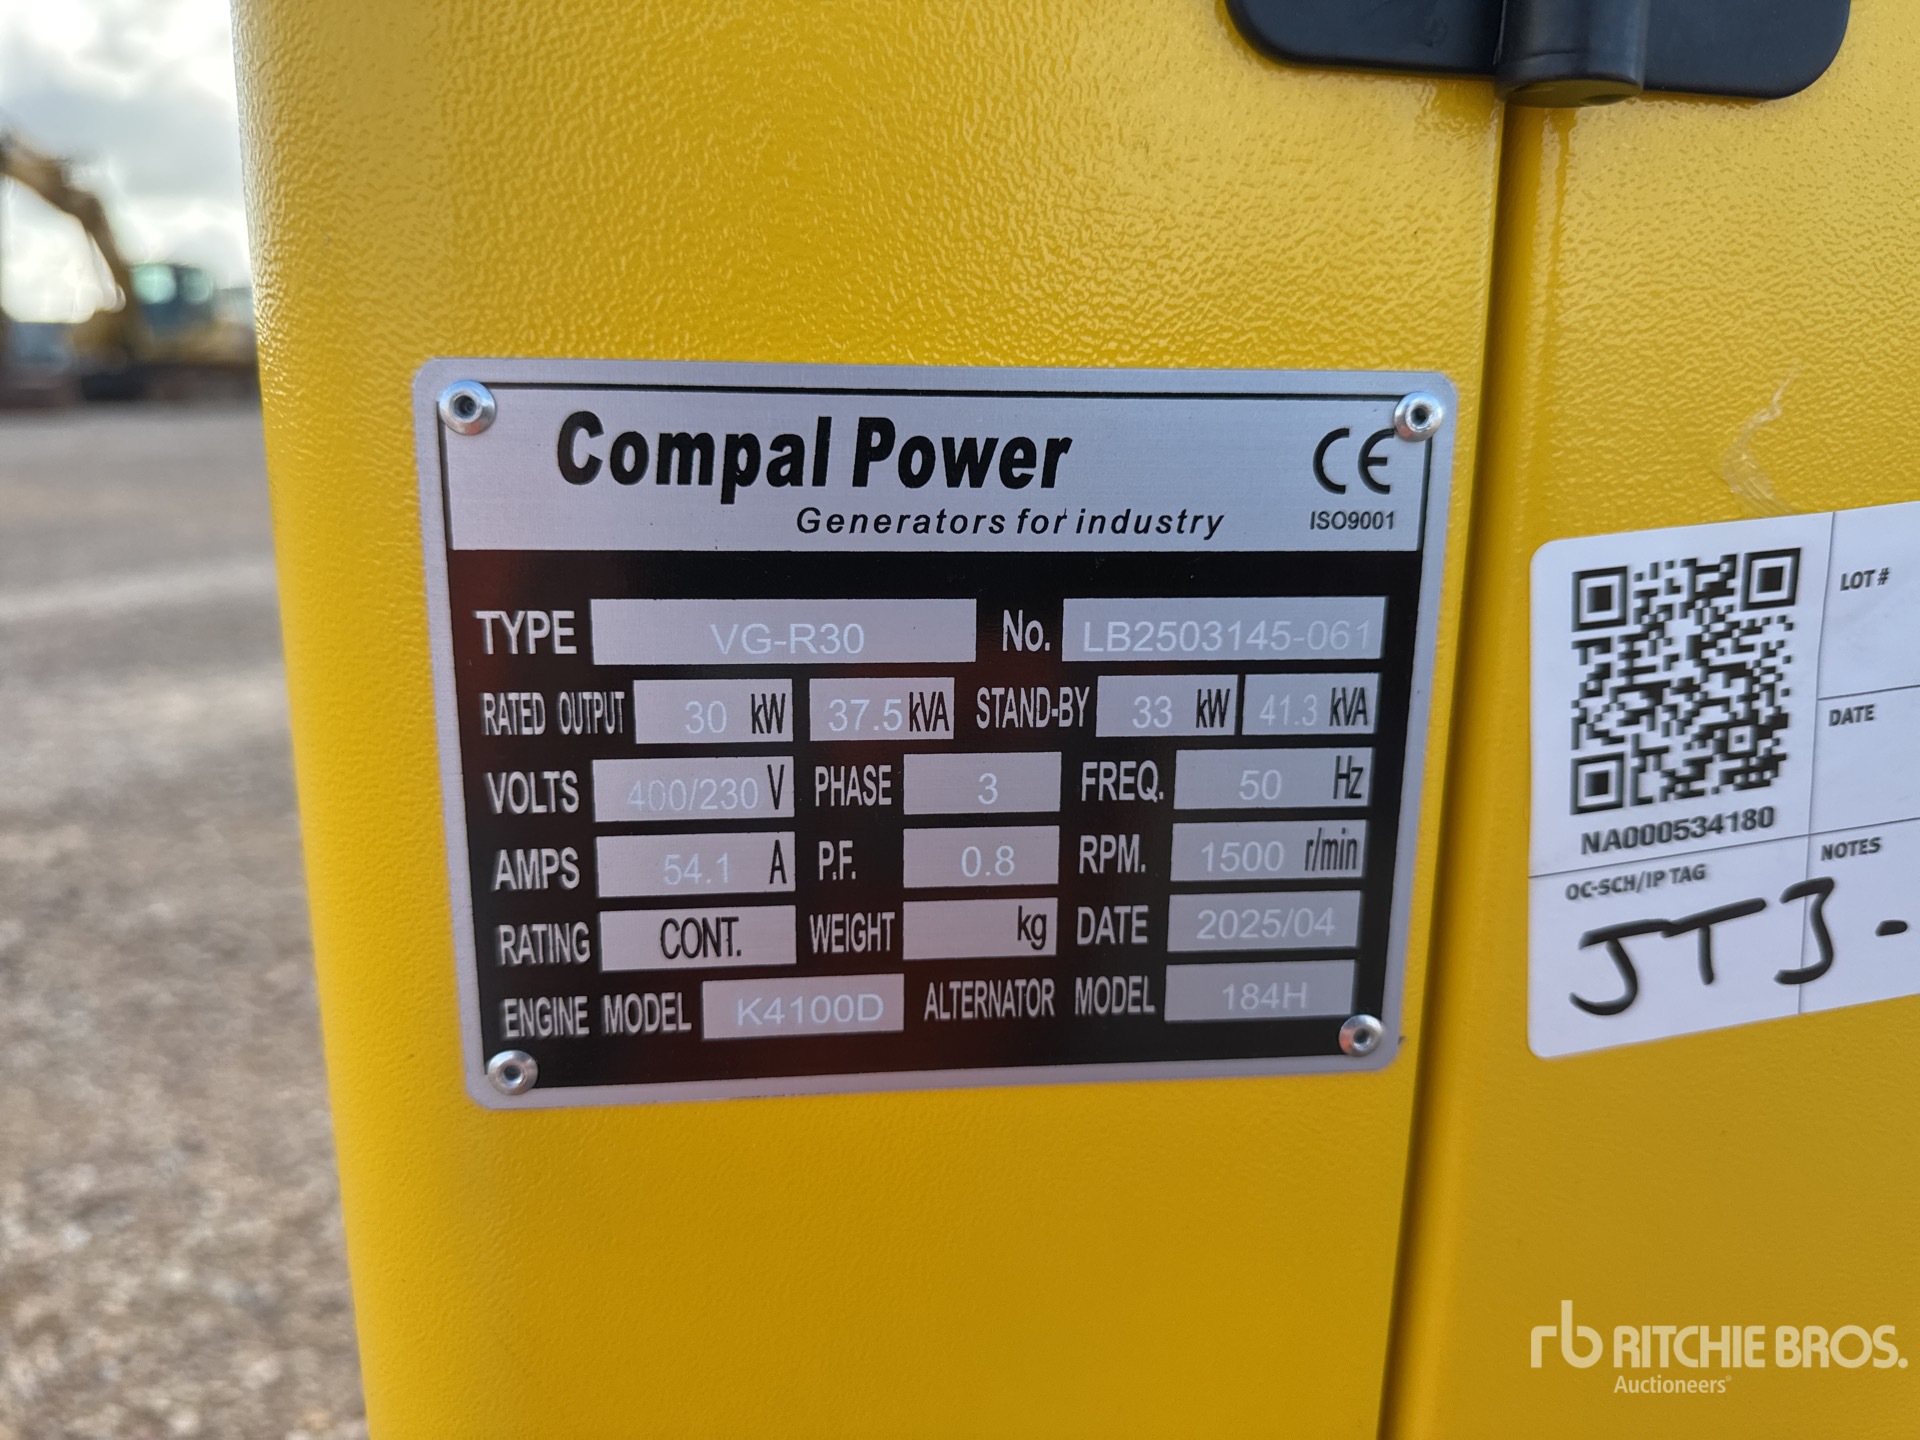 Compal Power
CE
Generators for industry
ISO9001
TYPE VG-R30 No. LB2503145-061
RATED OUTPUT 30 kW 37.5 kVA STAND-BY 33 kW 41.3 kVA
VOLTS 400/230 V PHASE 3 FREQ. 50 Hz
AMPS 54.1 A P.F. 0.8 RPM. 1500 r/min
RATING CONT. WEIGHT kg DATE 2025/04
ENGINE MODEL K4100D ALTERNATOR MODEL 184H
LOT #
DATE
NA000534180
NOTES
OC-SCH/IP TAG
JT3-
rb RITCHIE BROS.
Auctioneers